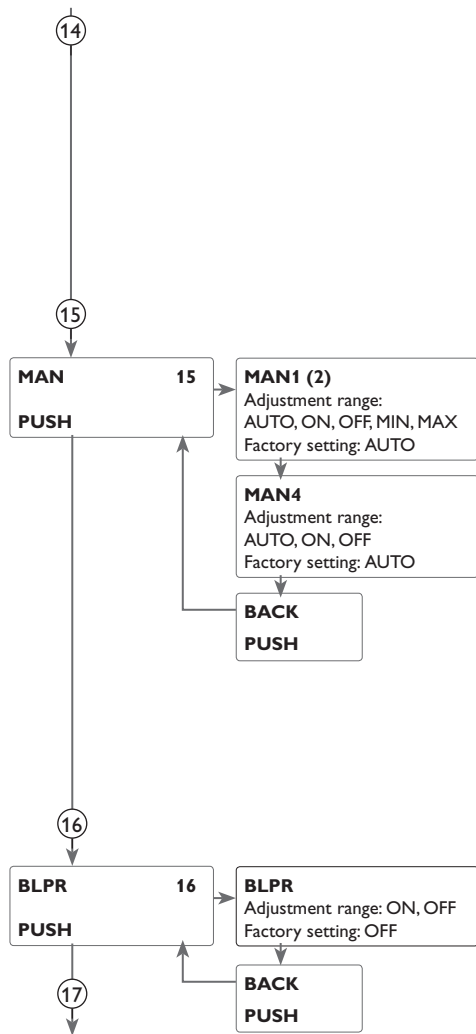 14
15
MAN 15
PUSH
MAN1 (2)
Adjustment range:
AUTO, ON, OFF, MIN, MAX
Factory setting: AUTO
MAN4
Adjustment range:
AUTO, ON, OFF
Factory setting: AUTO
BACK
PUSH
16
BLPR 16
PUSH
BLPR
Adjustment range: ON, OFF
Factory setting: OFF
BACK
PUSH
17